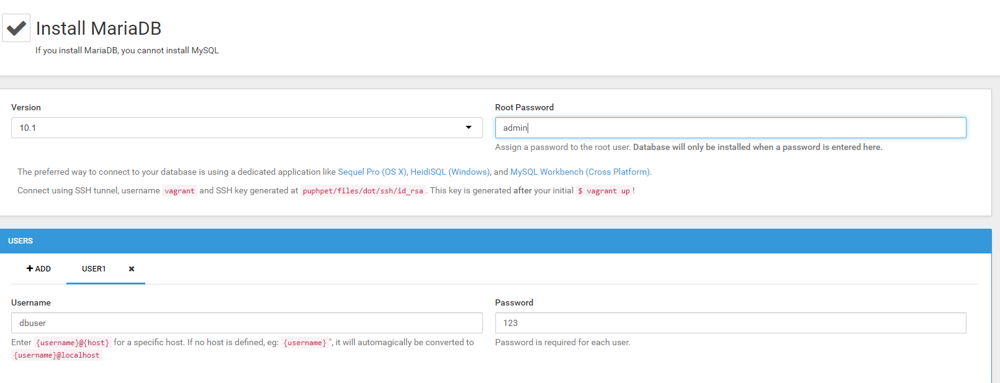 Install MariaDB
If you install MariaDB, you cannot install MySQL
Version
Root Password
10.1
admin
Assign a password to the root user. Database will only be installed when a password is entered here.
The preferred way to connect to your database is using a dedicated application like Sequel Pro (OS X), HeidiSQL (Windows), and MySQL Workbench (Cross Platform).
Connect using SSH tunnel, username vagrant and SSH key generated at puphpet/files/dot/ssh/id_rsa. This key is generated after your initial $ vagrant up!
USERS
ADD
USER1
Username
Password
dbuser
123
Enter {username}@{host} for a specific host. If no host is defined, eg: {username}", it will automagically be converted to
{username}@localhost
Password is required for each user.